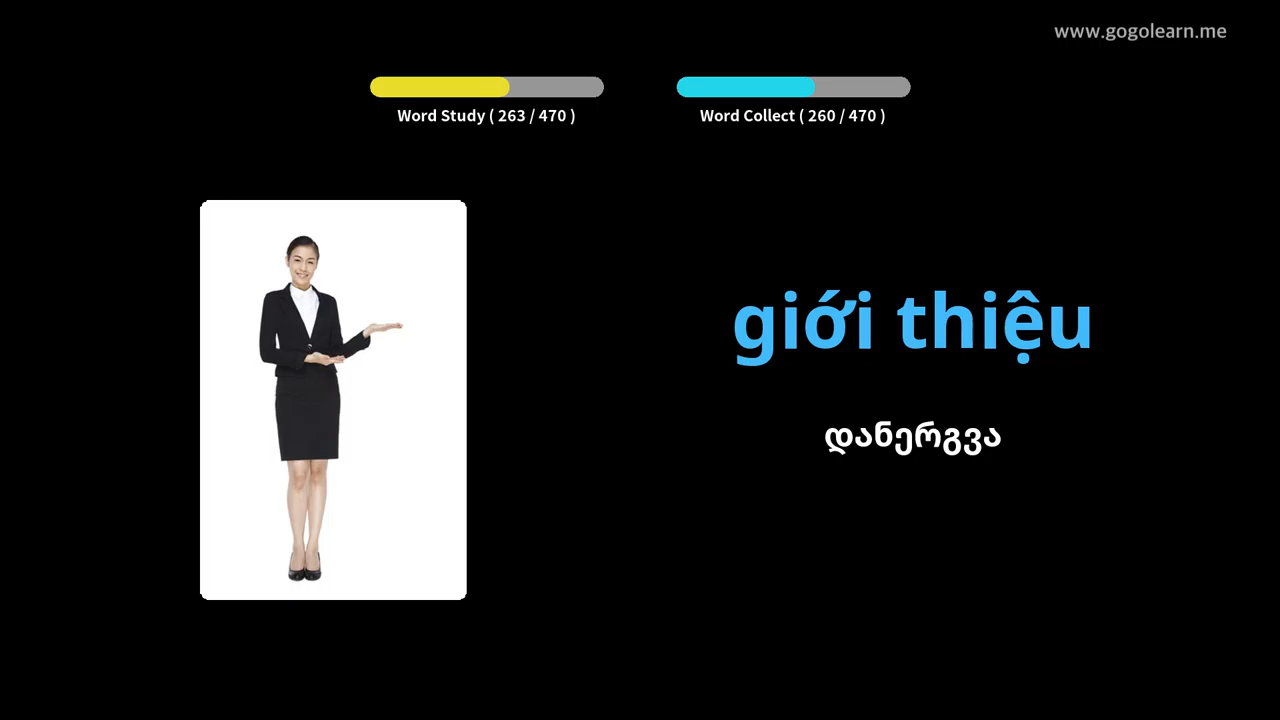 www.gogolearn.me
Word Study ( 263 / 470 )
Word Collect ( 260 / 470 )
giới thiệu
დანერგვა